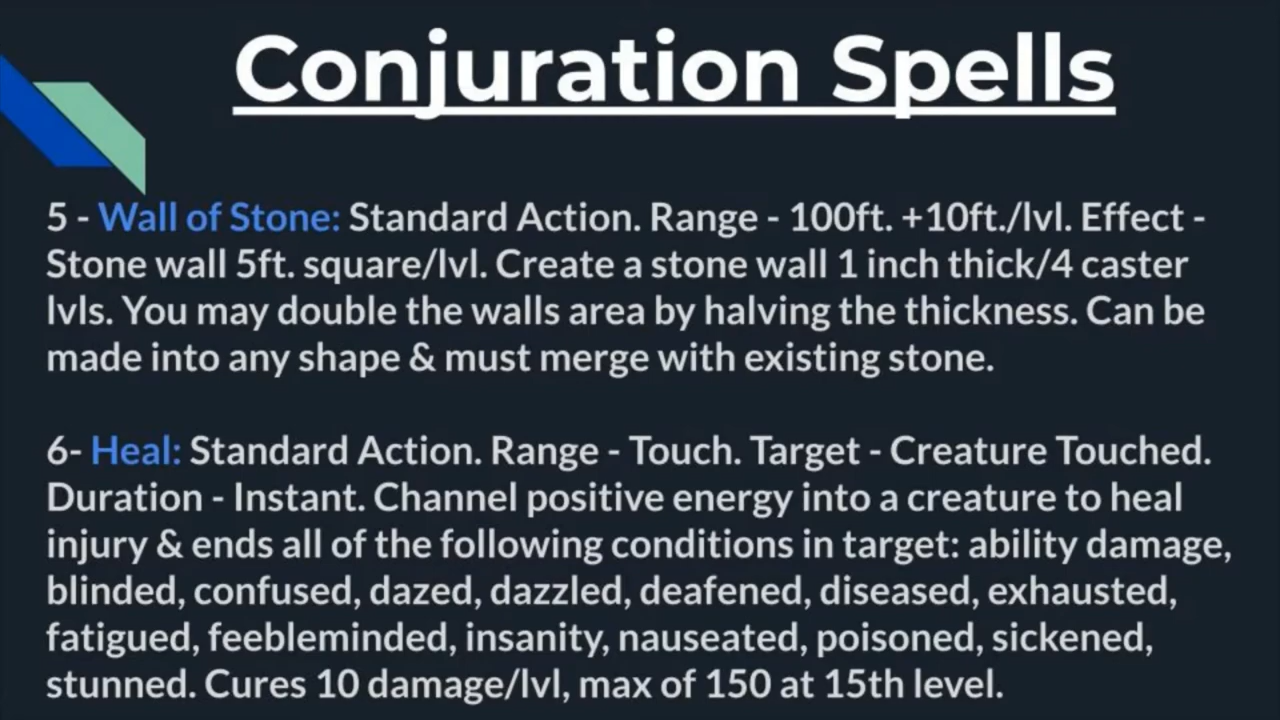 Conjuration Spells
5 - Wall of Stone: Standard Action. Range - 100ft. +10ft./lvl. Effect -
Stone wall 5ft. square/lvl. Create a stone wall 1 inch thick/4 caster
lvls. You may double the walls area by halving the thickness. Can be
made into any shape & must merge with existing stone.
6- Heal: Standard Action. Range - Touch. Target - Creature Touched.
Duration - Instant. Channel positive energy into a creature to heal
injury & ends all of the following conditions in target: ability damage,
blinded, confused, dazed, dazzled, deafened, diseased, exhausted,
fatigued, feebleminded, insanity, nauseated, poisoned, sickened,
stunned. Cures 10 damage/lvl, max of 150 at 15th level.